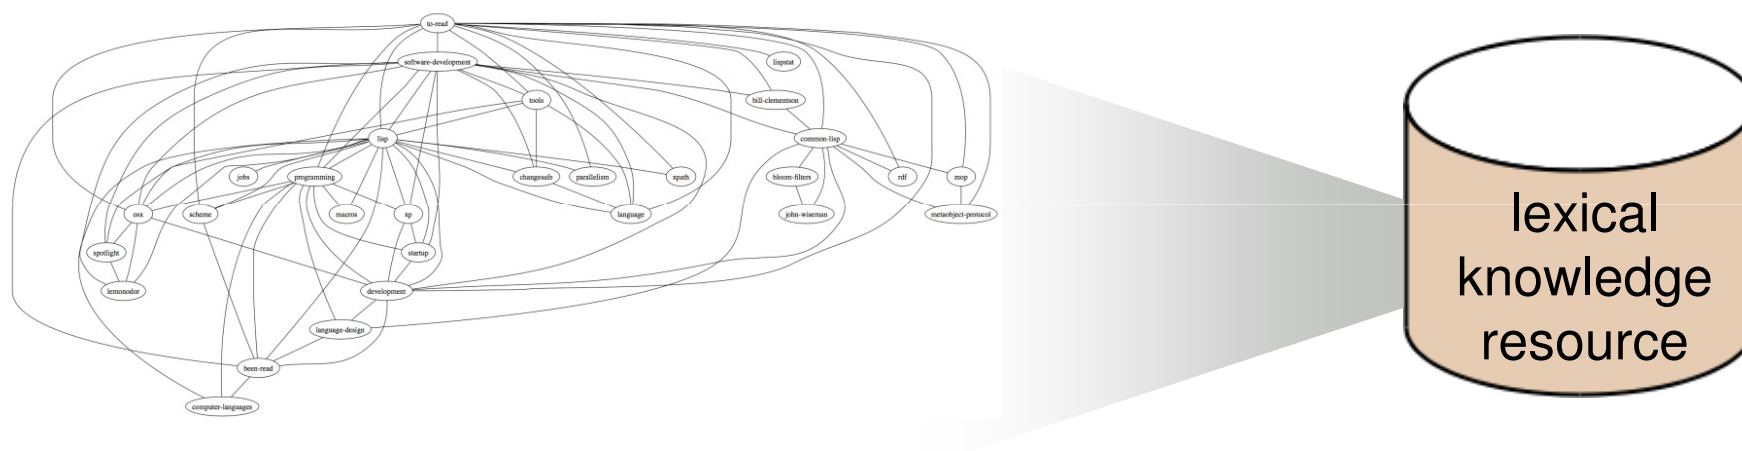 to-read
software-development
lispstat
tools
bill-clementson
lisp
common-lisp
jobs
programming
changesafe
parallelism
xpath
bloom-filters
rdf
mop
osx
scheme
macros
xp
language
john-wiseman
metaobject-protocol
spotlight
startup
lemonodor
development
language-design
been-read
computer-languages
lexical
knowledge
resource